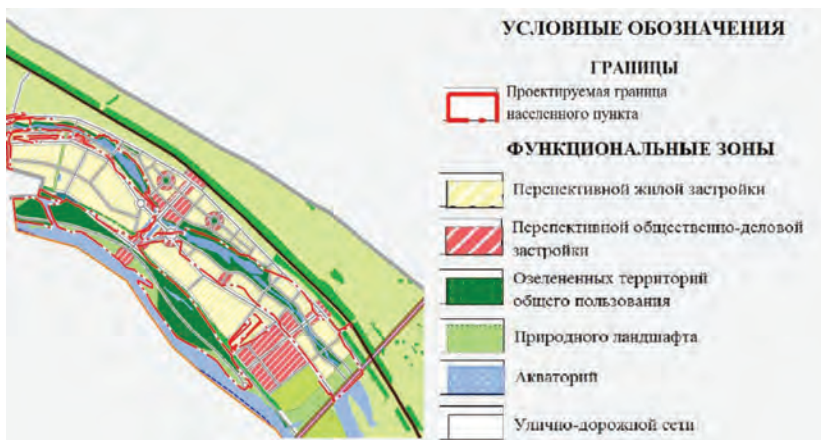 УСЛОВНЫЕ ОБОЗНАЧЕНИЯ
ГРАНИЦЫ
Проектируемая граница
населенного пункта
ФУНКЦИОНАЛЬНЫЕ ЗОНЫ
Перспективной жилой застройки
Перспективной общественно-деловой
застройки
Озелененных территорий
общего пользования
Природного ландшафта
Акваторий
Улично-дорожной сети